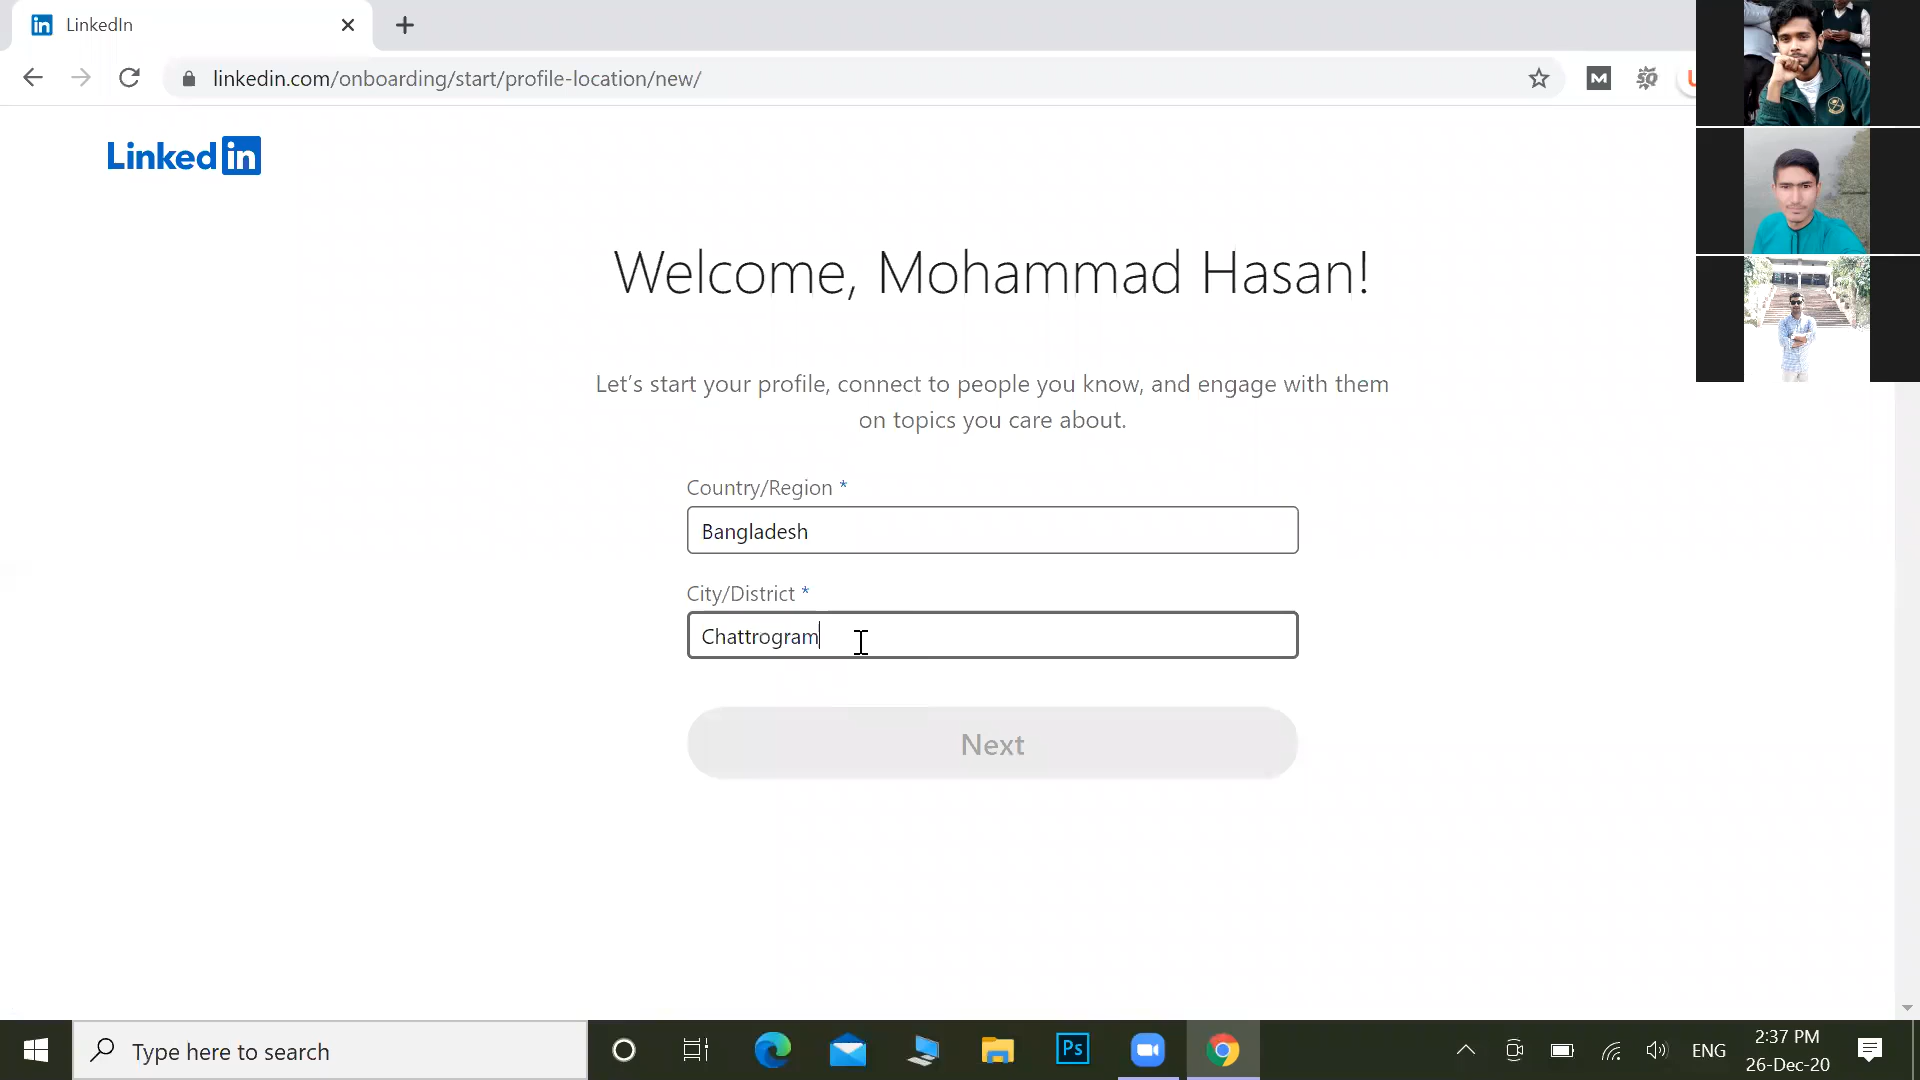 LinkedIn
linkedin.com/onboarding/start/profile-location/new/
LinkedIn
Welcome, Mohammad Hasan!
Let's start your profile, connect to people you know, and engage with them
on topics you care about.
Country/Region *
Bangladesh
City/District *
Chattrogram
Next
Type here to search
Ps
ENG
2:37 PM
26-Dec-20